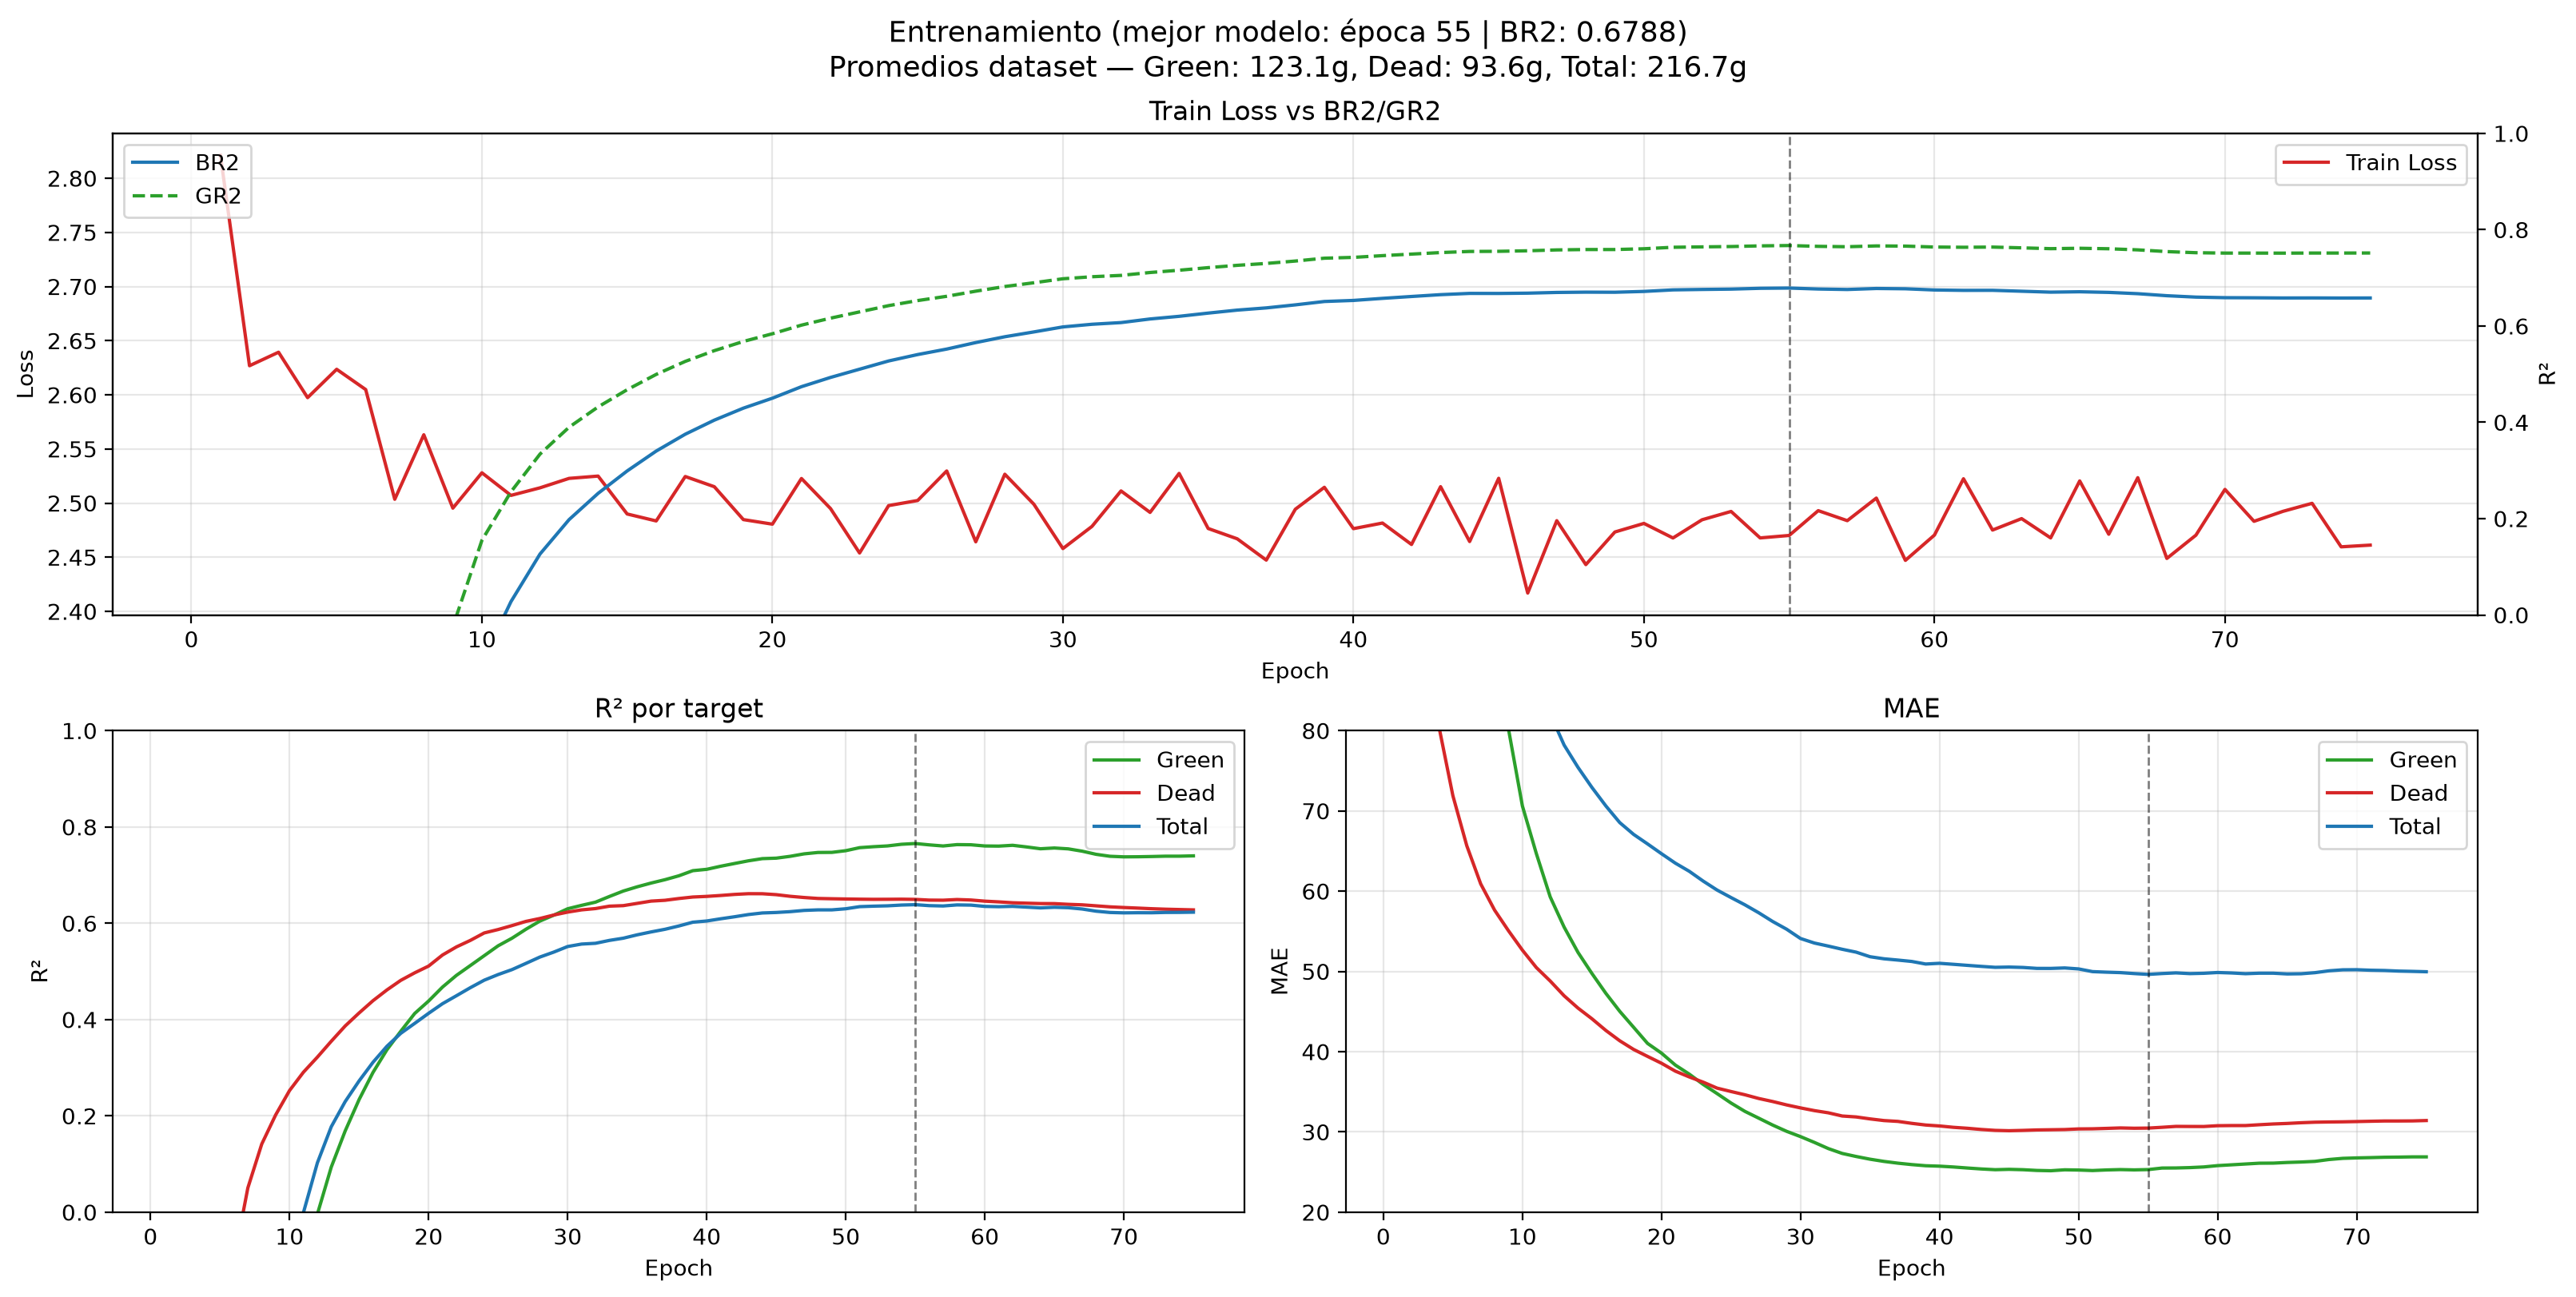 Entrenamiento (mejor modelo: época 55 | BR2: 0.6788)
Promedios dataset — Green: 123.1g, Dead: 93.6g, Total: 216.7g
Train Loss vs BR2/GR2
BR2
GR2
Train Loss
2.80
2.75
2.70
2.65
2.60
2.55
2.50
2.45
2.40
Loss
1.0
0.8
0.6
0.4
0.2
0.0
R²
0 10 20 30 40 50 60 70
Epoch
R² por target
Green
Dead
Total
1.0
0.8
0.6
0.4
0.2
0.0
R²
0 10 20 30 40 50 60 70
Epoch
MAE
Green
Dead
Total
80
70
60
50
40
30
20
MAE
0 10 20 30 40 50 60 70
Epoch